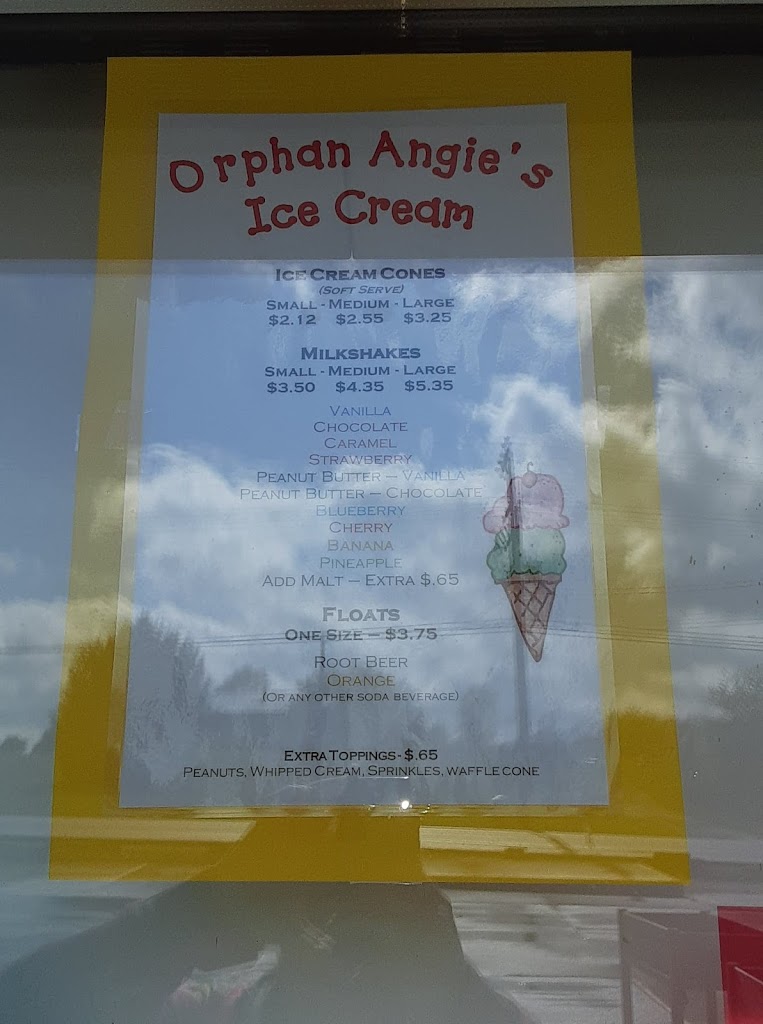 Orphan Angie's
Ice Cream
ICE CREAM CONES
(SOFT SERVE)
SMALL - MEDIUM - LARGE
$2.12 $2.55 $3.25
MILKSHAKES
SMALL - MEDIUM - LARGE
$3.50 $4.35 $5.35
VANILLA
CHOCOLATE
CARAMEL
STRAWBERRY
PEANUT BUTTER – VANILLA
PEANUT BUTTER – CHOCOLATE
BLUEBERRY
CHERRY
BANANA
PINEAPPLE
ADD MALT – EXTRA $.65
FLOATS
ONE SIZE – $3.75
ROOT BEER
ORANGE
(OR ANY OTHER SODA BEVERAGE)
EXTRA TOPPINGS - $.65
PEANUTS, WHIPPED CREAM, SPRINKLES, WAFFLE CONE